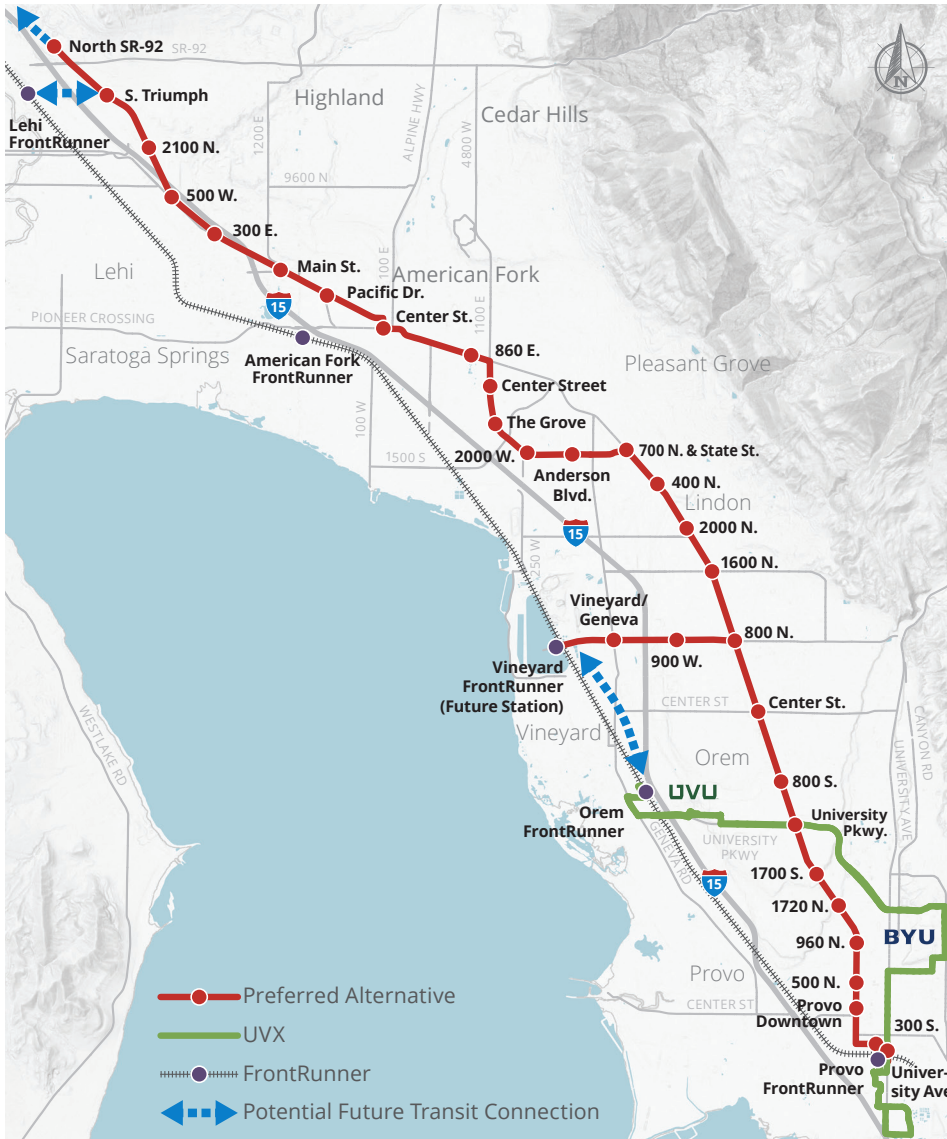 North SR-92
SR-92
S. Triumph
Lehi
FrontRunner
Highland
Cedar Hills
ALPINE HWY
1200 E
4800 W
2100 N.
9600 N
500 W.
300 E.
Lehi
Main St.
100 E
American Fork
Pacific Dr.
15
Center St.
PIONEER CROSSING
1100 E
Saratoga Springs
American Fork
FrontRunner
860 E.
Pleasant Grove
Center Street
100 W
The Grove
1500 S
2000 W.
700 N. & State St.
Anderson
Blvd.
400 N.
Lindon
2000 N.
15
250 W
1600 N.
Vineyard/
Geneva
800 N.
900 W.
Vineyard
FrontRunner
(Future Station)
CENTER ST
Center St.
Vineyard
WESTLAKE RD
CANYON RD
UNIVERSITY AVE
Orem
800 S.
UVU
Orem
FrontRunner
University
Pkwy.
GENEVA RD
UNIVERSITY
PKWY
1700 S.
15
1720 N.
BYU
960 N.
Provo
500 N.
CENTER ST
Provo
Downtown
300 S.
Provo
FrontRunner
Univer-
sity Ave
Preferred Alternative
UVX
FrontRunner
Potential Future Transit Connection
N